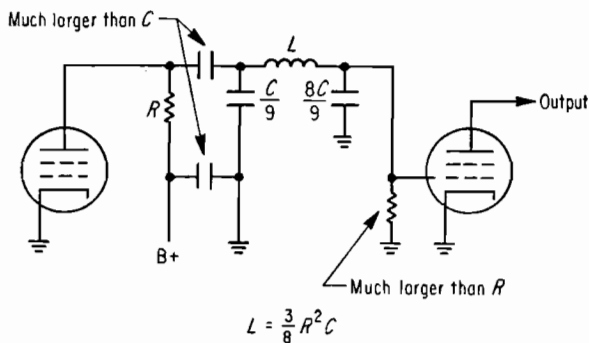 Much larger than C
L
C/9
8C/9
R
Output
B+
Much larger than R
L = 3/8 R²C